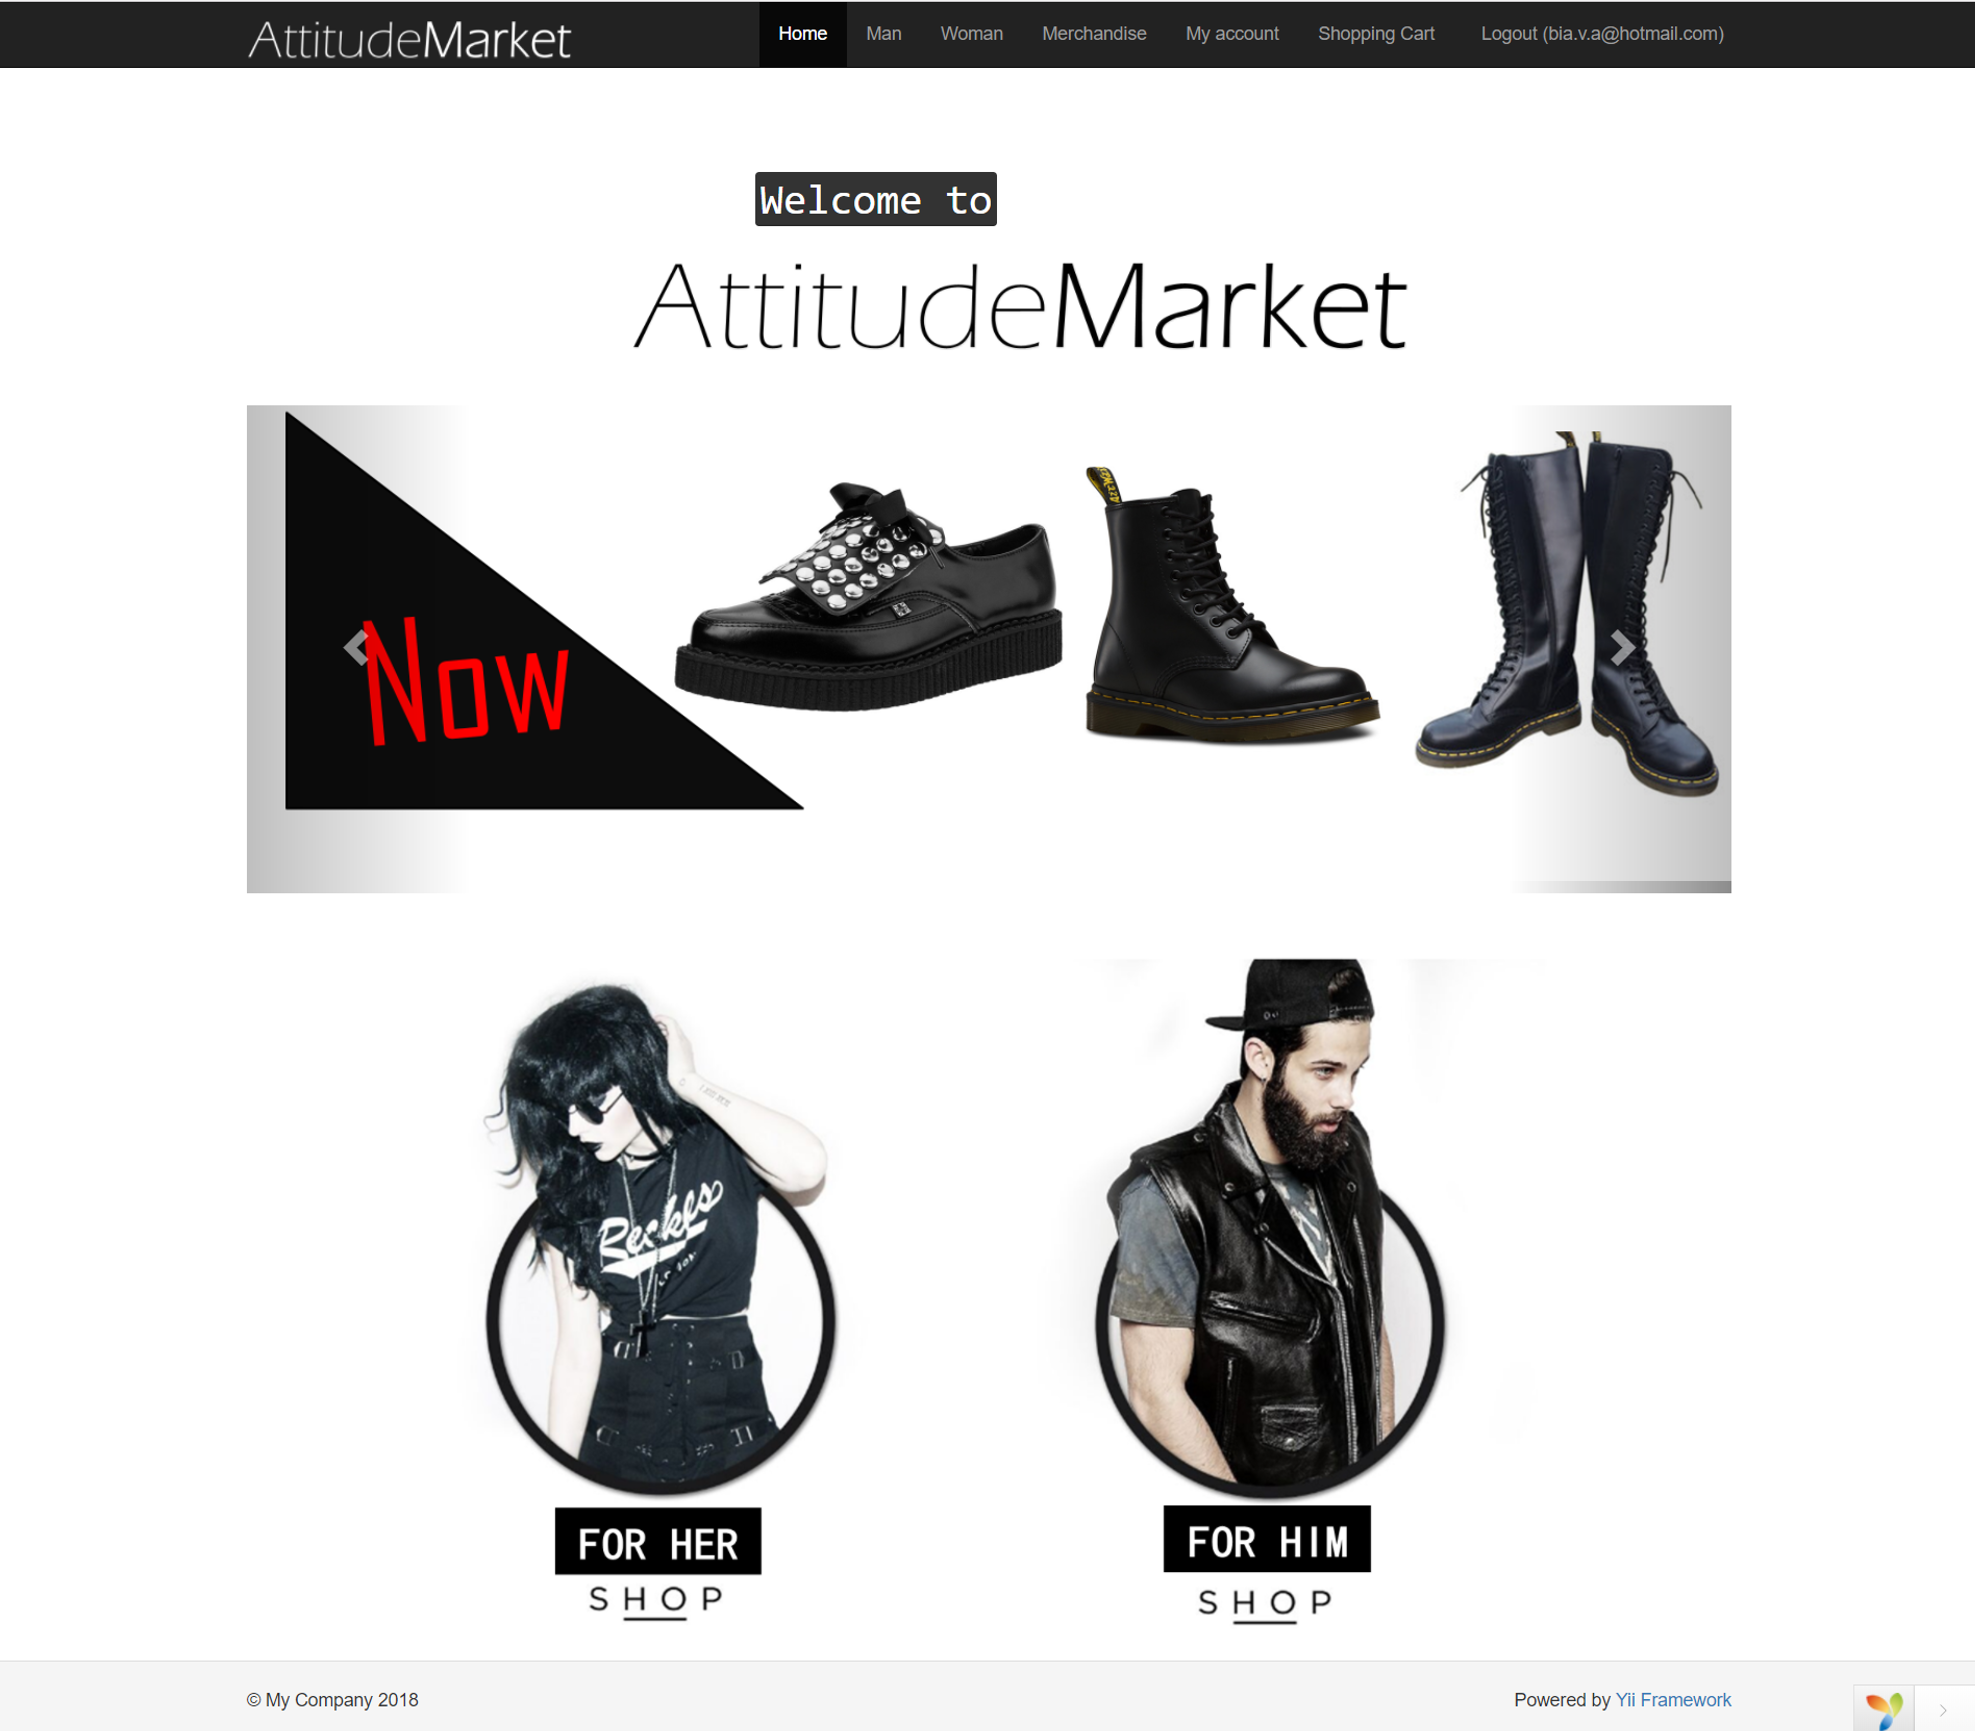 AttitudeMarket
Home Man Woman Merchandise My account Shopping Cart Logout (bia.v.a@hotmail.com)
Welcome to
AttitudeMarket
Now
FOR HER
SHOP
FOR HIM
SHOP
© My Company 2018
Powered by Yii Framework